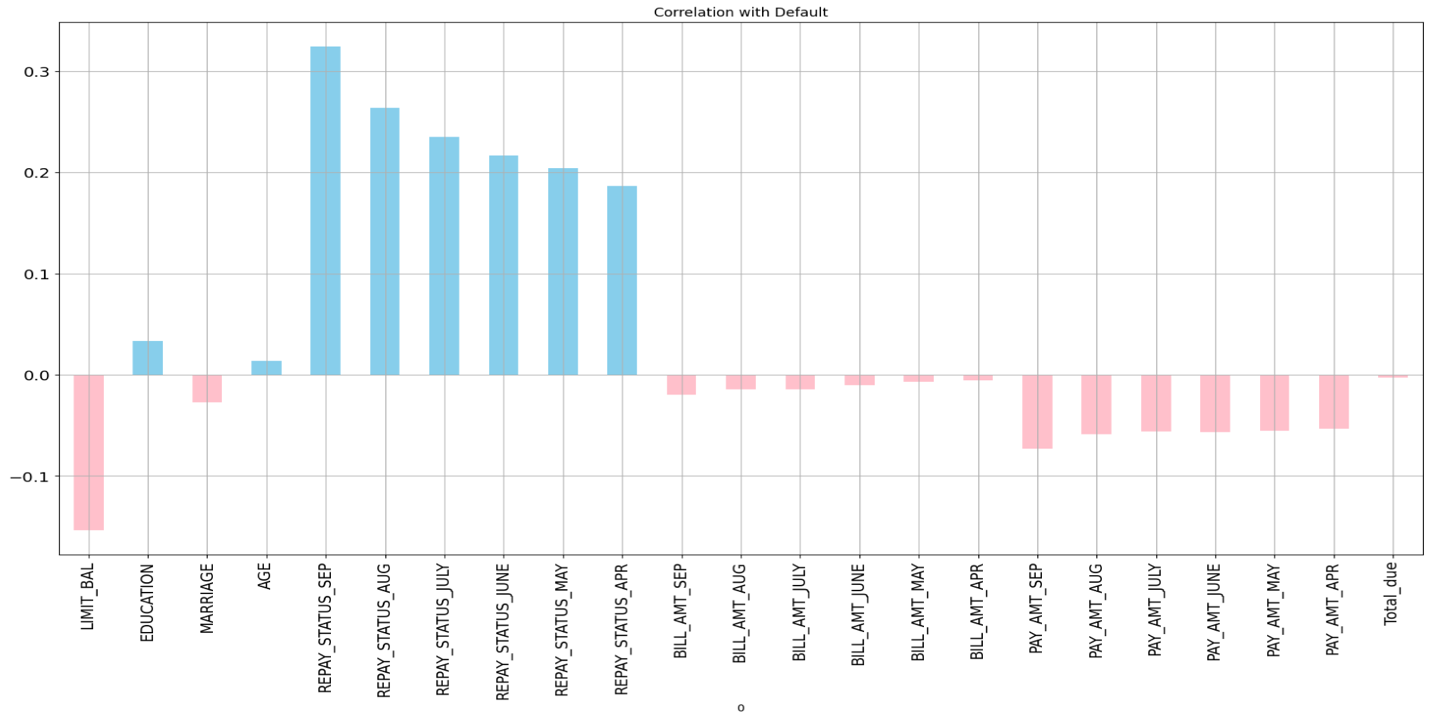 Correlation with Default
0.3
0.2
0.1
0.0
−0.1
LIMIT_BAL
EDUCATION
MARRIAGE
AGE
REPAY_STATUS_SEP
REPAY_STATUS_AUG
REPAY_STATUS_JULY
REPAY_STATUS_JUNE
REPAY_STATUS_MAY
REPAY_STATUS_APR
BILL_AMT_SEP
BILL_AMT_AUG
BILL_AMT_JULY
BILL_AMT_JUNE
BILL_AMT_MAY
BILL_AMT_APR
PAY_AMT_SEP
PAY_AMT_AUG
PAY_AMT_JULY
PAY_AMT_JUNE
PAY_AMT_MAY
PAY_AMT_APR
Total_due
o